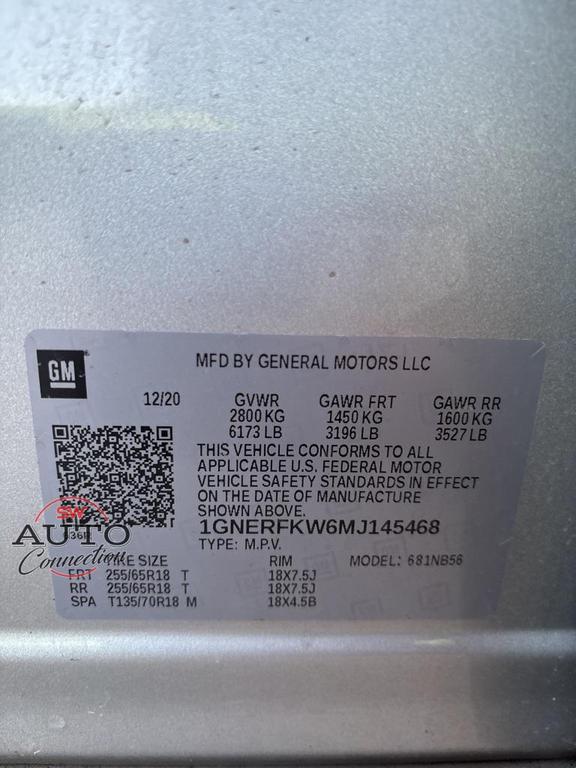 GM
MFD BY GENERAL MOTORS LLC
12/20 GVWR GAWR FRT GAWR RR
2800 KG 1450 KG 1600 KG
6173 LB 3196 LB 3527 LB
THIS VEHICLE CONFORMS TO ALL
APPLICABLE U.S. FEDERAL MOTOR
VEHICLE SAFETY STANDARDS IN EFFECT
ON THE DATE OF MANUFACTURE
SHOWN ABOVE.
1GNERFKW6MJ145468
TYPE: M.P.V. MODEL: 681NB56
SIZE RIM
FRT 255/65R18 T 18X7.5J
RR 255/65R18 T 18X7.5J
SPA T135/70R18 M 18X4.5B
SW
AUTO
Connection